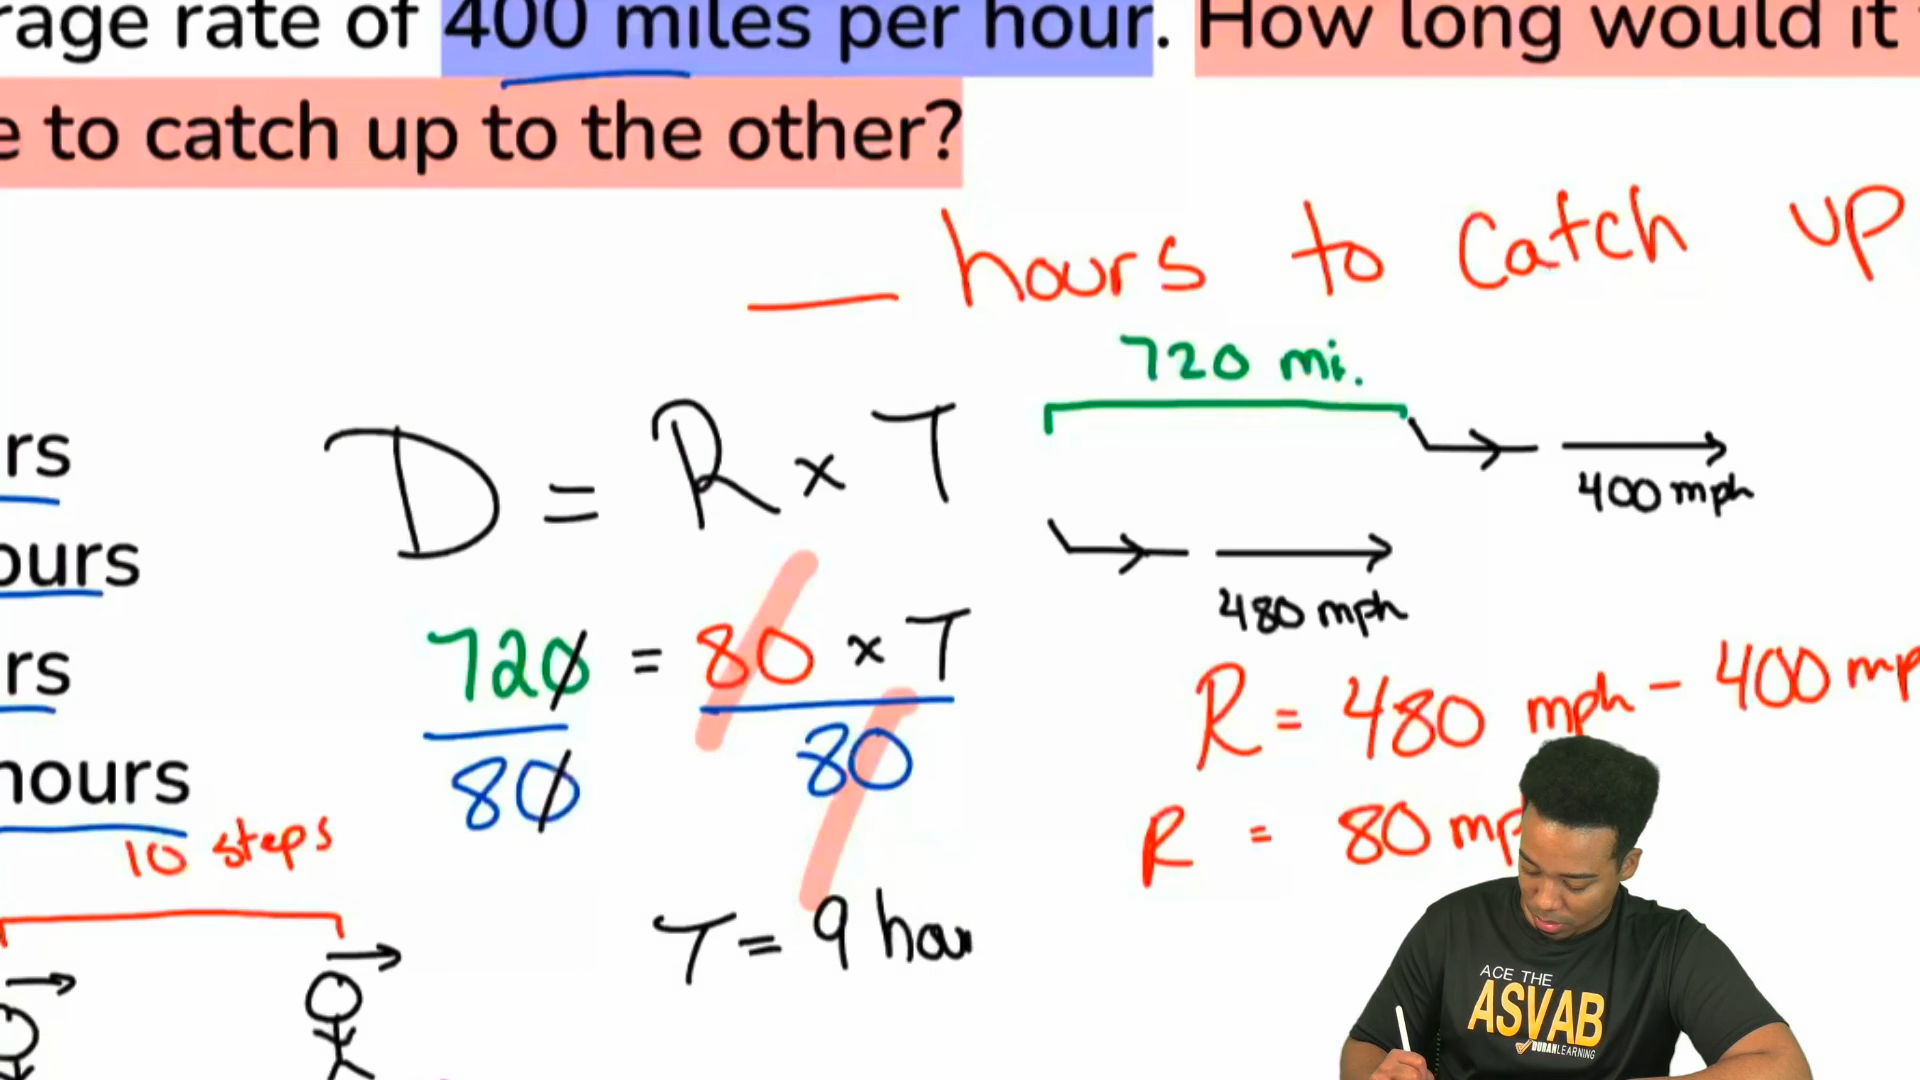 rage rate of 400 miles per hour. How long would it
e to catch up to the other?
hours to catch up
720 mi.
400 mph
480 mph
D = R x T
720 = 80 x T
80 80
T = 9 hou
R = 480 mph - 400 mp
R = 80 mp
rs
ours
rs
hours
10 steps
ACE THE
ASVAB
DURAN LEARNING